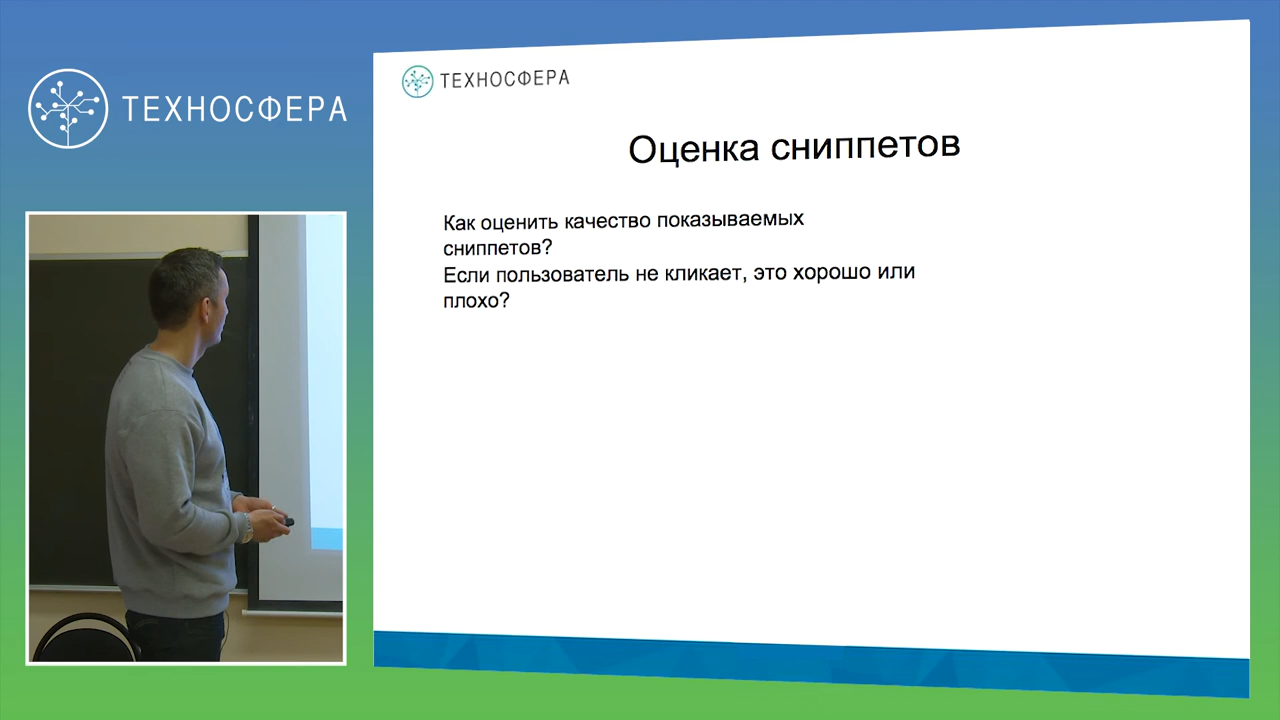 ТЕХНОСФЕРА
ТЕХНОСФЕРА
Оценка сниппетов
Как оценить качество показываемых
сниппетов?
Если пользователь не кликает, это хорошо или
плохо?